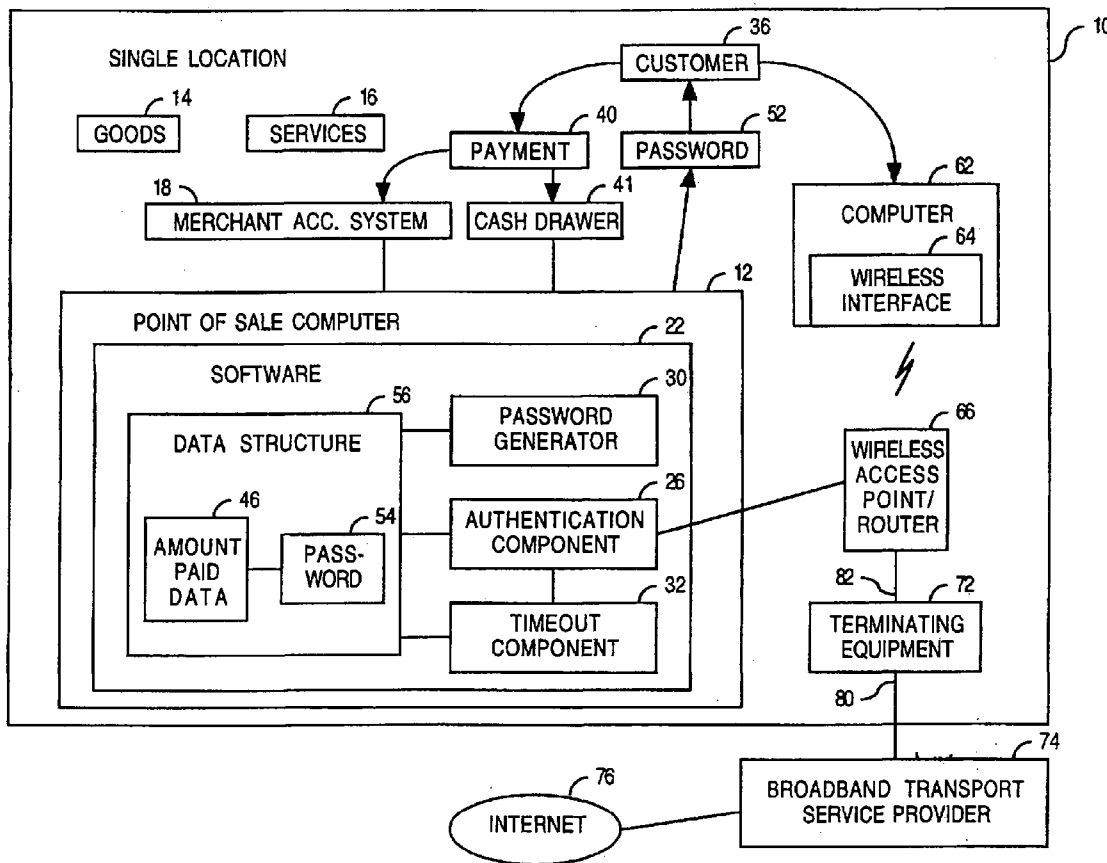 10
SINGLE LOCATION
36
CUSTOMER
14
GOODS
16
SERVICES
40
PAYMENT
52
PASSWORD
18
MERCHANT ACC. SYSTEM
41
CASH DRAWER
62
COMPUTER
64
WIRELESS
INTERFACE
12
POINT OF SALE COMPUTER
22
SOFTWARE
56
DATA STRUCTURE
30
PASSWORD
GENERATOR
46
AMOUNT
PAID
DATA
54
PASS-
WORD
26
AUTHENTICATION
COMPONENT
32
TIMEOUT
COMPONENT
66
WIRELESS
ACCESS
POINT/
ROUTER
82
72
TERMINATING
EQUIPMENT
80
74
BROADBAND TRANSPORT
SERVICE PROVIDER
76
INTERNET